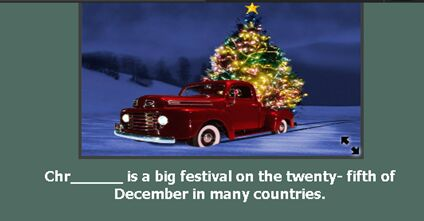 Chr______ is a big festival on the twenty- fifth of
December in many countries.